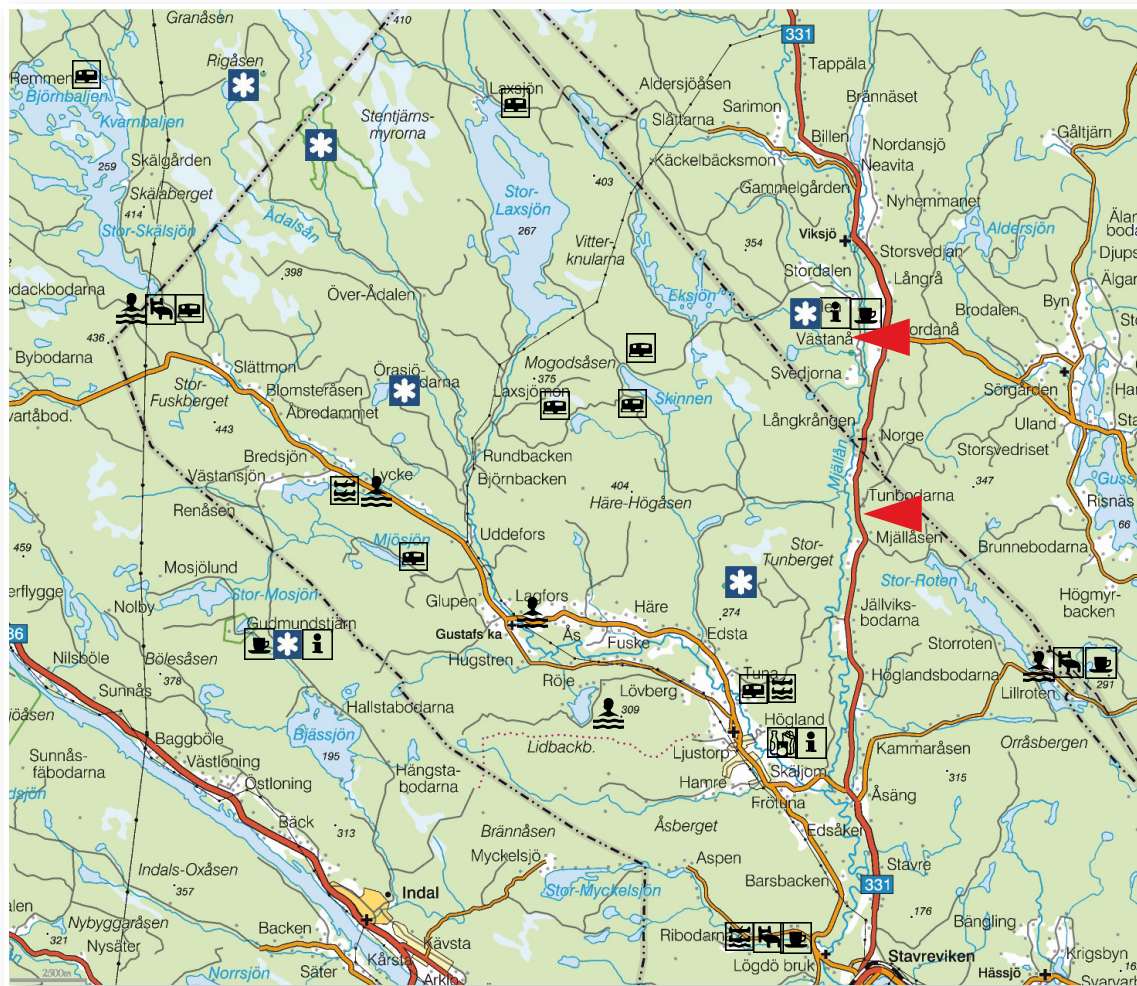 Granåsen
410
331
Rigåsen
Tappäla
Remmen
Laxsjön
Aldersjöåsen
Björnbaljen
Brännäset
Sarimon
Kvarnbaljen
Stentjärns-
myrorna
Slåttarna
Billen
Gåltjärn
Nordansjö
Skälgården
Käckelbäcksmon
Neavita
259
403
Gammelgården
Skälaberget
Stor-
Laxsjön
267
Nyhemmanet
414
Ådalsån
Stor-Skälsjön
Aldersjön
Viksjö
354
Vitter-
knularna
Storsvedjan
398
Stordalen
Långrå
odackbodarna
Över-Ådalen
Eksjön
Byn
Brodalen
436
Västanå
ordanå
Bybodarna
Mogodsåsen
Slättmon
Örasjö-
darna
375
Svedjorna
Stor-
Fuskberget
Blomsteråsen
Laxsjömon
Skinnen
Sörgården
Åbrodammet
vartåbod.
Långkrången
Uland
443
Norge
Storsvedriset
Bredsjön
Rundbacken
Mjällån
Västansjön
Lycke
Björnbacken
404
347
Tunbodarna
Renåsen
Häre-Högåsen
Risnäs
66
Uddefors
Mjällåsen
Mjösjön
459
Stor-
Tunberget
Brunnebodarna
Mosjölund
Stor-Roten
erflygge
Stor-Mosjön
Lagfors
Högmyr-
backen
Nolby
Glupen
Häre
274
Jällviks-
bodarna
Gudmundstjärn
Gustafs ka
Ås
Edsta
36
Fuske
Storroten
Nilsböle
Bölesåsen
Hugstren
378
Röje
Tuna
Höglandsbodarna
Sunnås
Lövberg
291
Lillroten
Hallstabodarna
309
Högland
Bjässjön
Baggböle
Lidbackb.
Ljustorp
Kammaråsen
Orråsbergen
195
Sunnås-
fäbodarna
Västloning
Hängsta-
bodarna
Skäljom
315
Östloning
Hamre
Frötuna
Åsäng
Bäck
313
Brännåsen
Åsberget
Edsåker
Myckelsjö
Aspen
Stavre
Indals-Oxåsen
Barsbacken
331
357
Indal
Stor-Myckelsjön
176
Nybyggaråsen
Bängling
321
Backen
Nysäter
Kävsta
Ribodarna
Kårsta
Krigsbyn
Norrsjön
Säter
Lögdö bruk
Stavreviken
Hässjö
2500m
Arklo